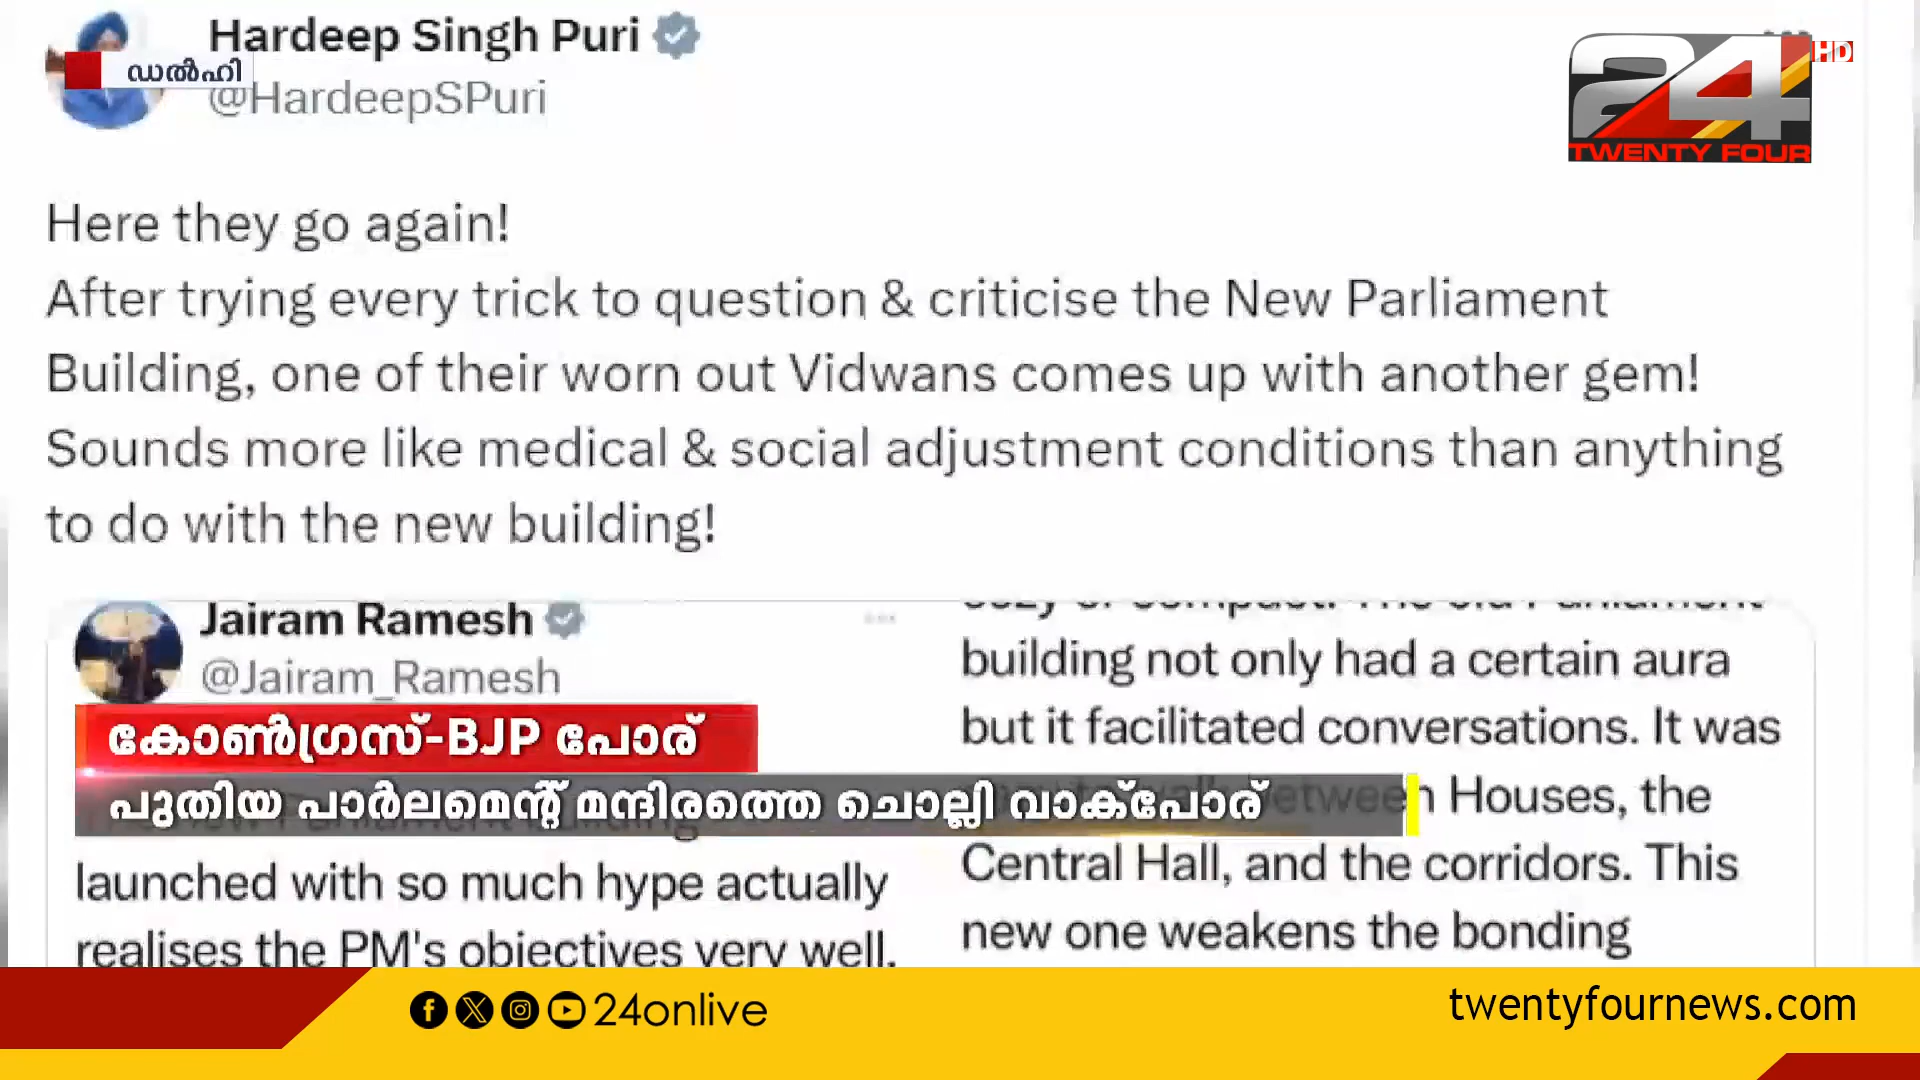 Hardeep Singh Puri
ഡൽഹി
@HardeepSPuri
24
HD
TWENTY FOUR
Here they go again!
After trying every trick to question & criticise the New Parliament
Building, one of their worn out Vidwans comes up with another gem!
Sounds more like medical & social adjustment conditions than anything
to do with the new building!
Jairam Ramesh
@Jairam_Ramesh
കോൺഗ്രസ്-BJP പോര്
പുതിയ പാർലമെന്റ് മന്ദിരത്തെ ചൊല്ലി വാക്പോര്
launched with so much hype actually
realises the PM's objectives very well.
building not only had a certain aura
but it facilitated conversations. It was
between Houses, the
Central Hall, and the corridors. This
new one weakens the bonding
24onlive
twentyfournews.com